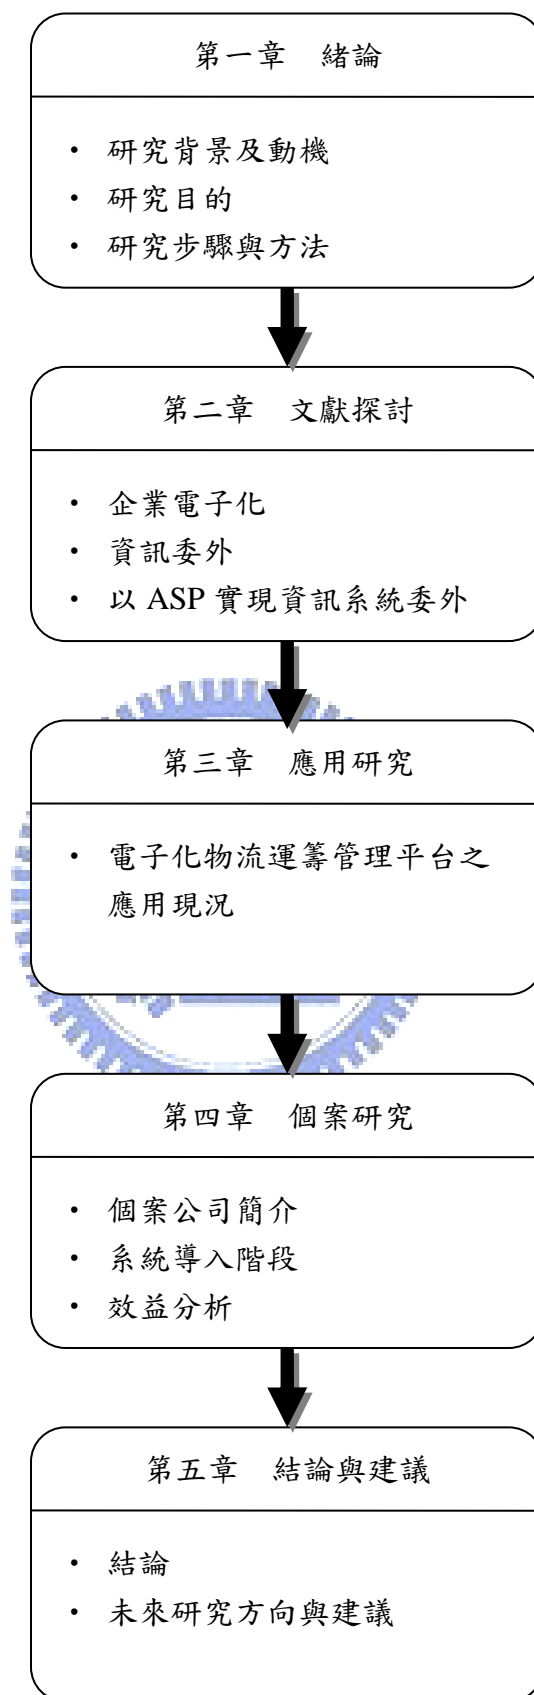 第一章　緒論
・ 研究背景及動機
・ 研究目的
・ 研究步驟與方法
第二章　文獻探討
・ 企業電子化
・ 資訊委外
・ 以 ASP 實現資訊系統委外
第三章　應用研究
・ 電子化物流運籌管理平台之
應用現況
第四章　個案研究
・ 個案公司簡介
・ 系統導入階段
・ 效益分析
第五章　結論與建議
・ 結論
・ 未來研究方向與建議